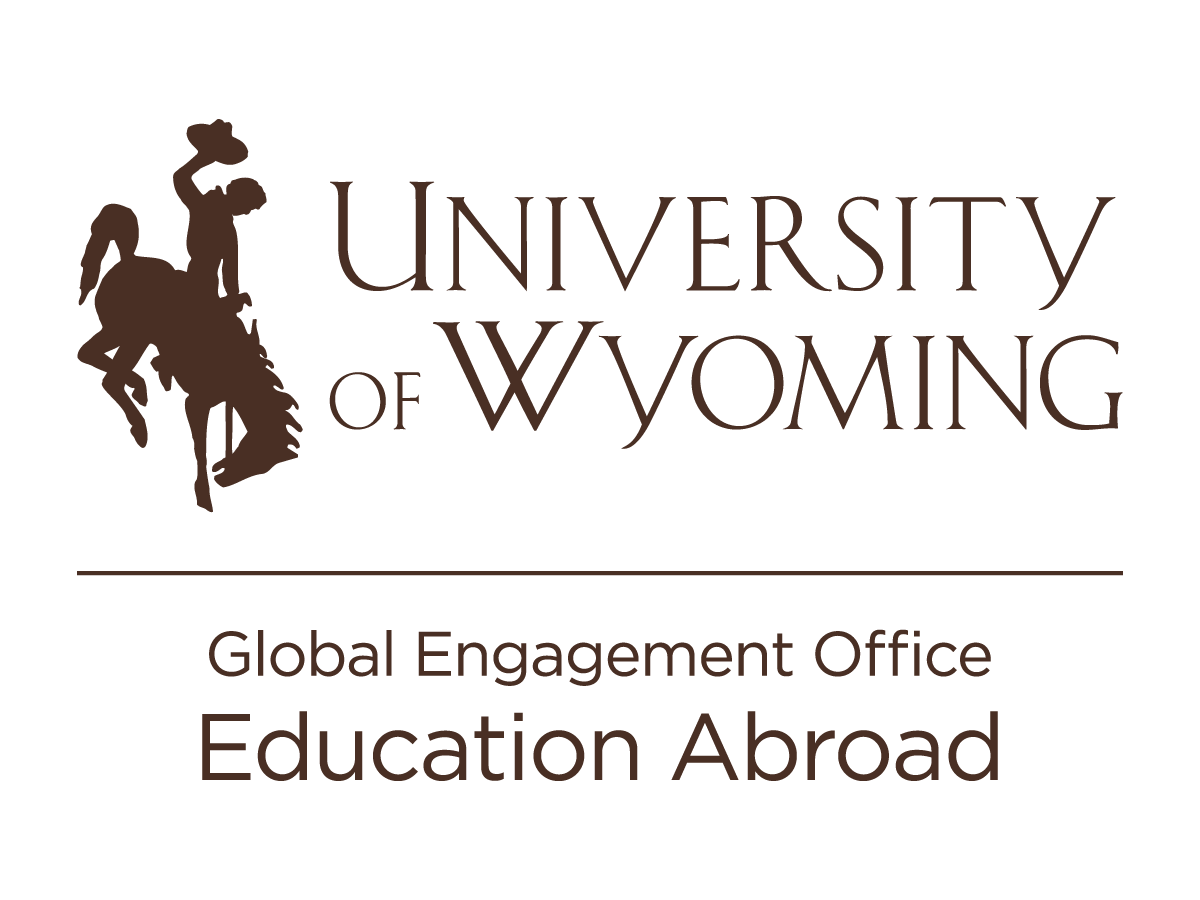 UNIVERSITY
OF WYOMING
Global Engagement Office
Education Abroad